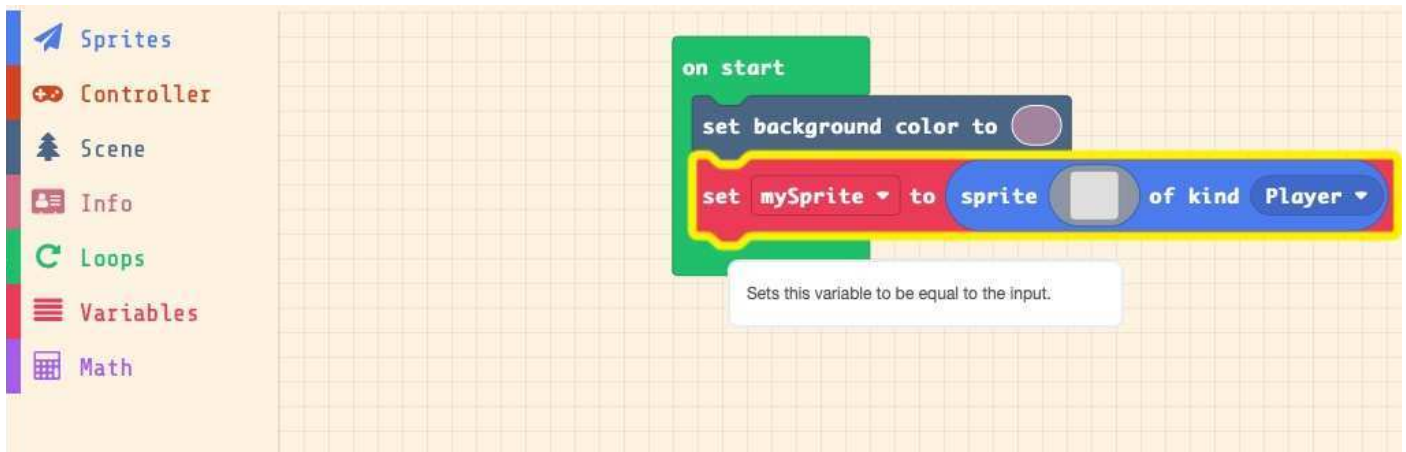 Sprites
Controller
Scene
Info
Loops
Variables
Math
on start
set background color to
set mySprite to sprite of kind Player
Sets this variable to be equal to the input.